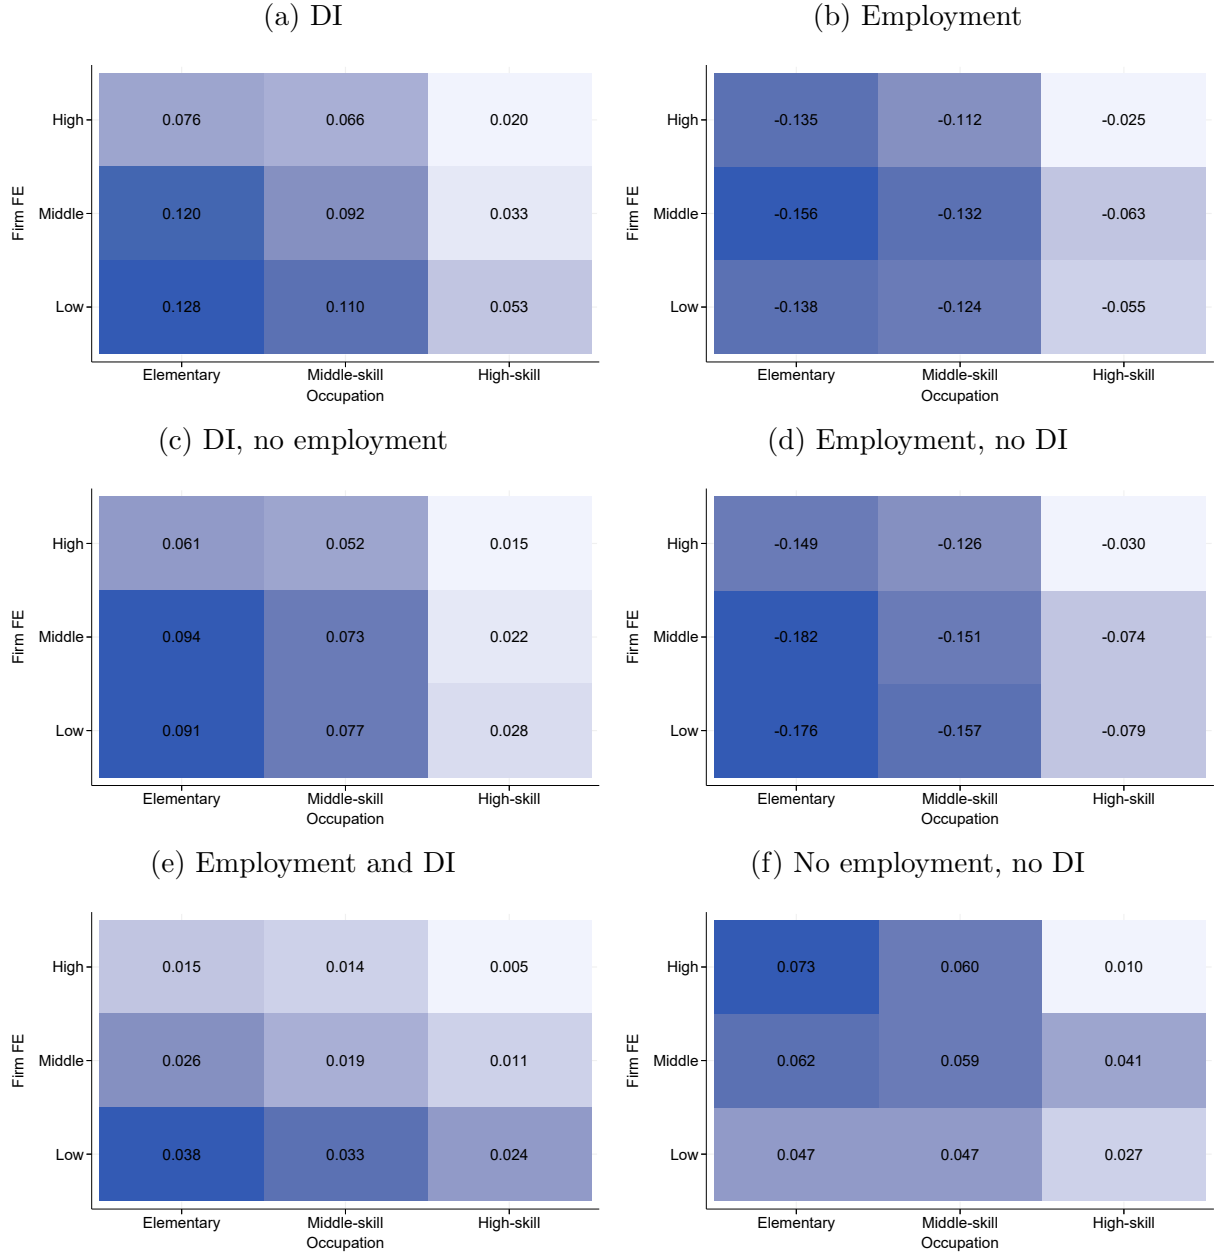 (a) DI
High
0.076 0.066 0.020
Middle
0.120 0.092 0.033
Low
0.128 0.110 0.053
Firm FE
Elementary Middle-skill High-skill
Occupation
(b) Employment
High
-0.135 -0.112 -0.025
Middle
-0.156 -0.132 -0.063
Low
-0.138 -0.124 -0.055
Firm FE
Elementary Middle-skill High-skill
Occupation
(c) DI, no employment
High
0.061 0.052 0.015
Middle
0.094 0.073 0.022
Low
0.091 0.077 0.028
Firm FE
Elementary Middle-skill High-skill
Occupation
(d) Employment, no DI
High
-0.149 -0.126 -0.030
Middle
-0.182 -0.151 -0.074
Low
-0.176 -0.157 -0.079
Firm FE
Elementary Middle-skill High-skill
Occupation
(e) Employment and DI
High
0.015 0.014 0.005
Middle
0.026 0.019 0.011
Low
0.038 0.033 0.024
Firm FE
Elementary Middle-skill High-skill
Occupation
(f) No employment, no DI
High
0.073 0.060 0.010
Middle
0.062 0.059 0.041
Low
0.047 0.047 0.027
Firm FE
Elementary Middle-skill High-skill
Occupation